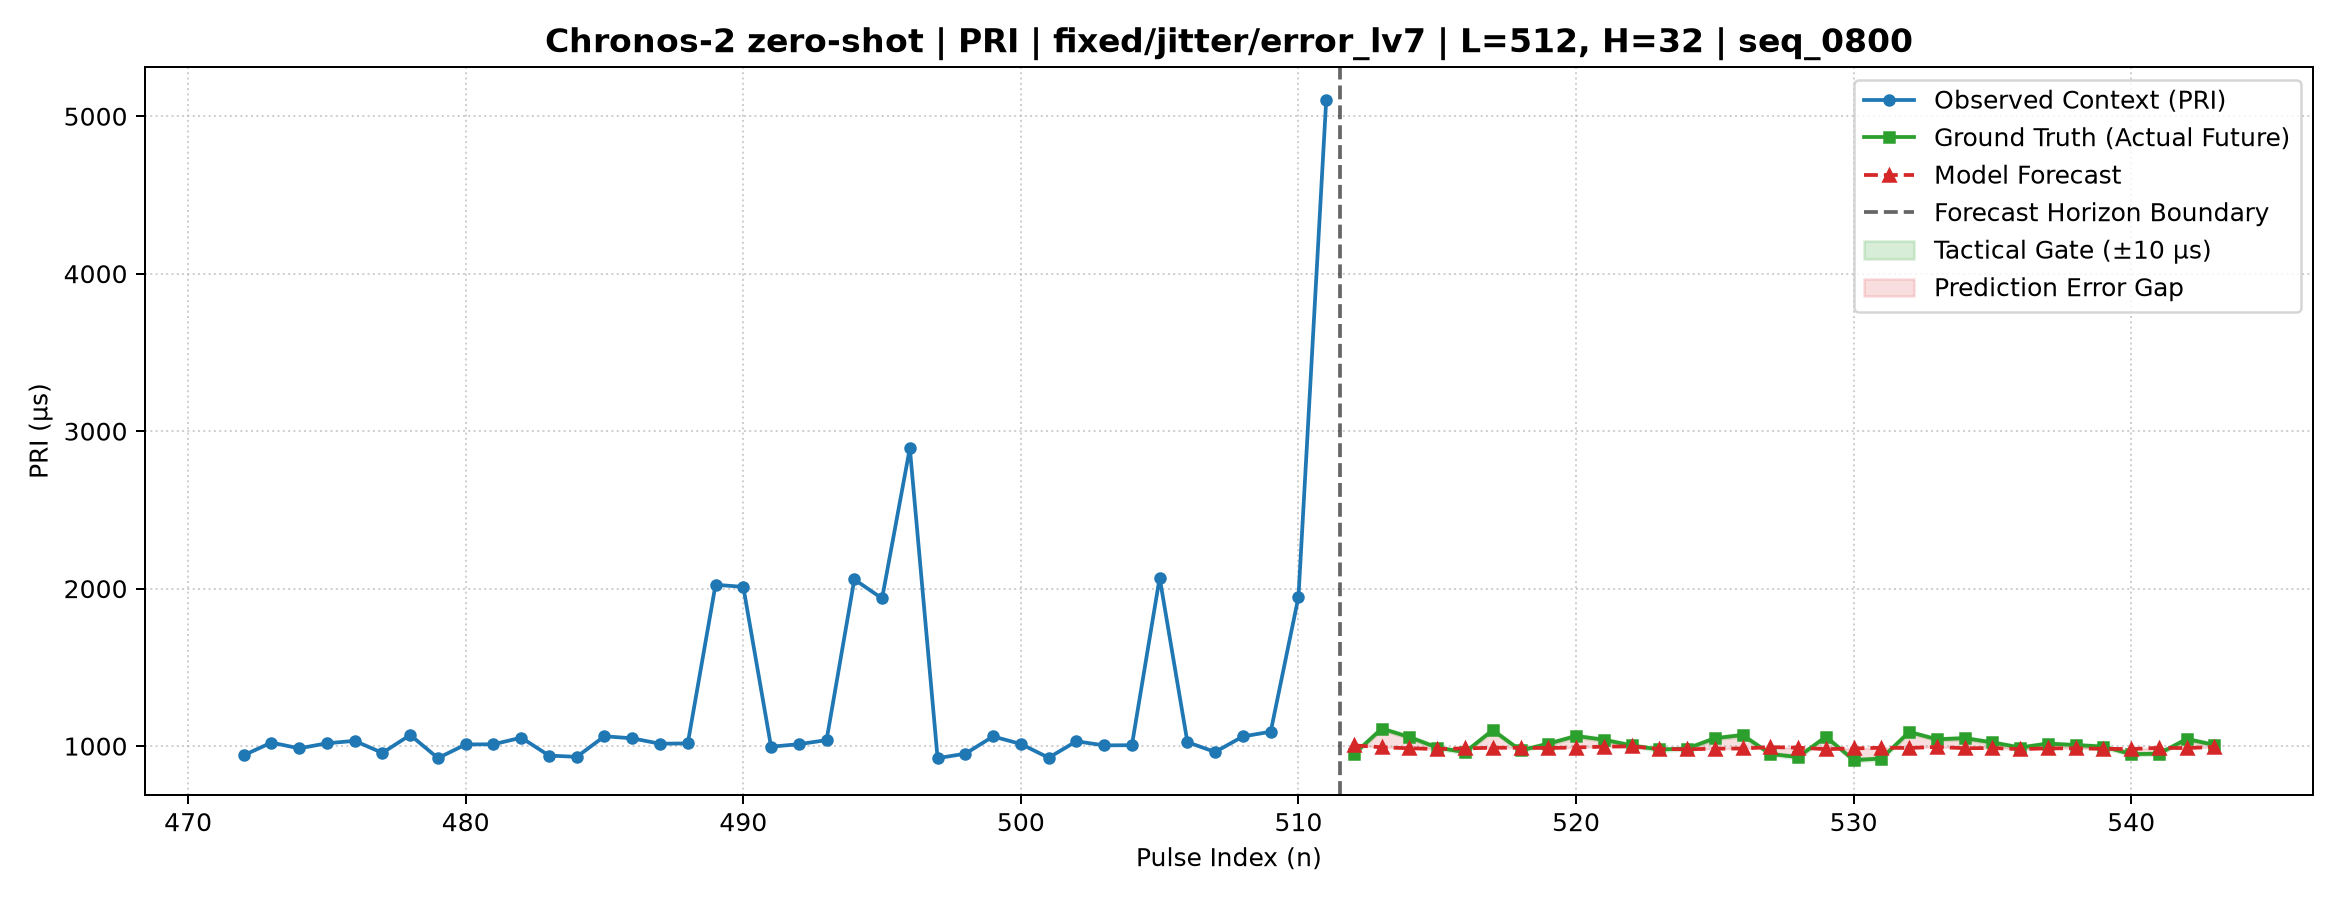 Chronos-2 zero-shot | PRI | fixed/jitter/error_lv7 | L=512, H=32 | seq_0800
Observed Context (PRI)
Ground Truth (Actual Future)
Model Forecast
Forecast Horizon Boundary
Tactical Gate (±10 µs)
Prediction Error Gap
PRI (µs)
5000
4000
3000
2000
1000
470 480 490 500 510 520 530 540
Pulse Index (n)